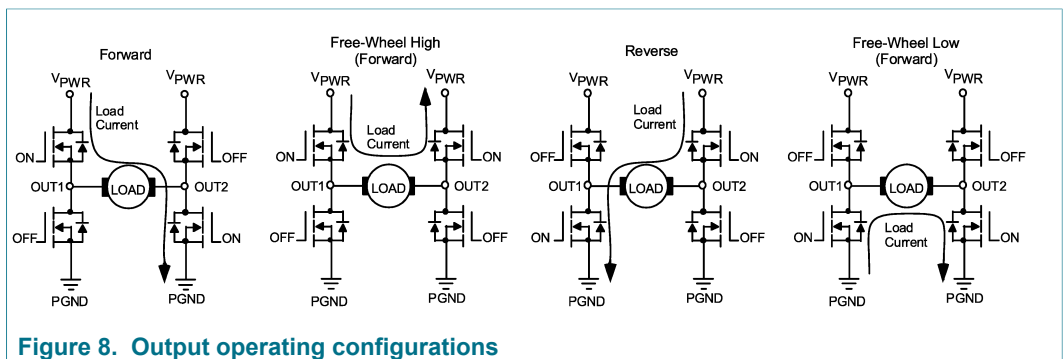 Forward
VPWR
VPWR
Load
Current
ON
OFF
OUT1
LOAD
OUT2
OFF
ON
PGND
PGND
Free-Wheel High
(Forward)
VPWR
VPWR
Load
Current
ON
ON
OUT1
LOAD
OUT2
OFF
OFF
PGND
PGND
Reverse
VPWR
VPWR
Load
Current
OFF
ON
OUT1
LOAD
OUT2
ON
OFF
PGND
PGND
Free-Wheel Low
(Forward)
VPWR
VPWR
OFF
OFF
OUT1
LOAD
OUT2
ON
Load
Current
ON
PGND
PGND
Figure 8. Output operating configurations